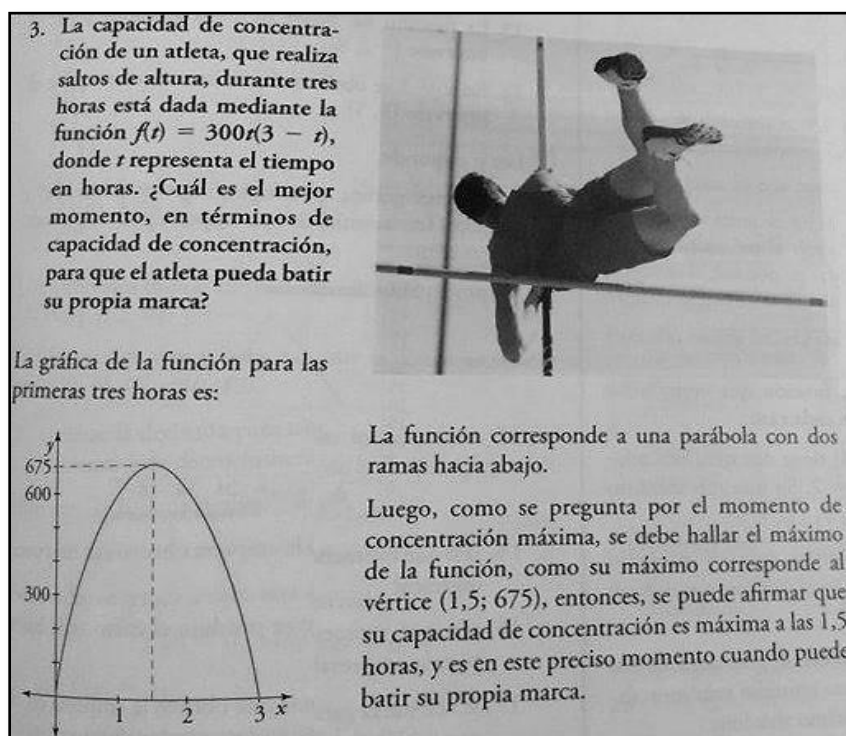 3. La capacidad de concentra-
ción de un atleta, que realiza
saltos de altura, durante tres
horas está dada mediante la
función f(t) = 300t(3 − t),
donde t representa el tiempo
en horas. ¿Cuál es el mejor
momento, en términos de
capacidad de concentración,
para que el atleta pueda batir
su propia marca?
La gráfica de la función para las
primeras tres horas es:
y
675
600
300
1 2 3 x
La función corresponde a una parábola con dos
ramas hacia abajo.
Luego, como se pregunta por el momento de
concentración máxima, se debe hallar el máximo
de la función, como su máximo corresponde al
vértice (1,5; 675), entonces, se puede afirmar que
su capacidad de concentración es máxima a las 1,5
horas, y es en este preciso momento cuando puede
batir su propia marca.